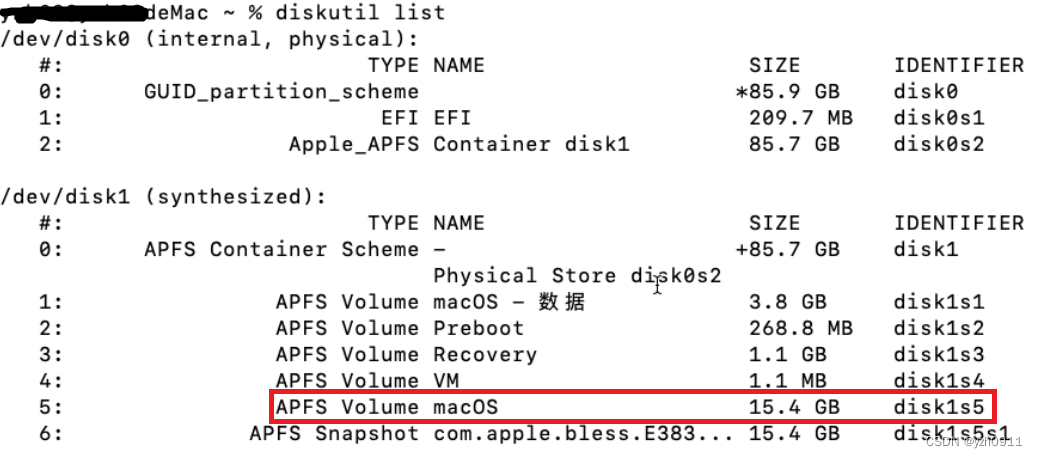 deMac ~ % diskutil list
/dev/disk0 (internal, physical):
#: TYPE NAME SIZE IDENTIFIER
0: GUID_partition_scheme *85.9 GB disk0
1: EFI EFI 209.7 MB disk0s1
2: Apple_APFS Container disk1 85.7 GB disk0s2
/dev/disk1 (synthesized):
#: TYPE NAME SIZE IDENTIFIER
0: APFS Container Scheme - +85.7 GB disk1
Physical Store disk0s2
1: APFS Volume macOS - 数据 3.8 GB disk1s1
2: APFS Volume Preboot 268.8 MB disk1s2
3: APFS Volume Recovery 1.1 GB disk1s3
4: APFS Volume VM 1.1 MB disk1s4
5: APFS Volume macOS 15.4 GB disk1s5
6: APFS Snapshot com.apple.bless.E383... 15.4 GB disk1s5s1
CSDN @yzh0911